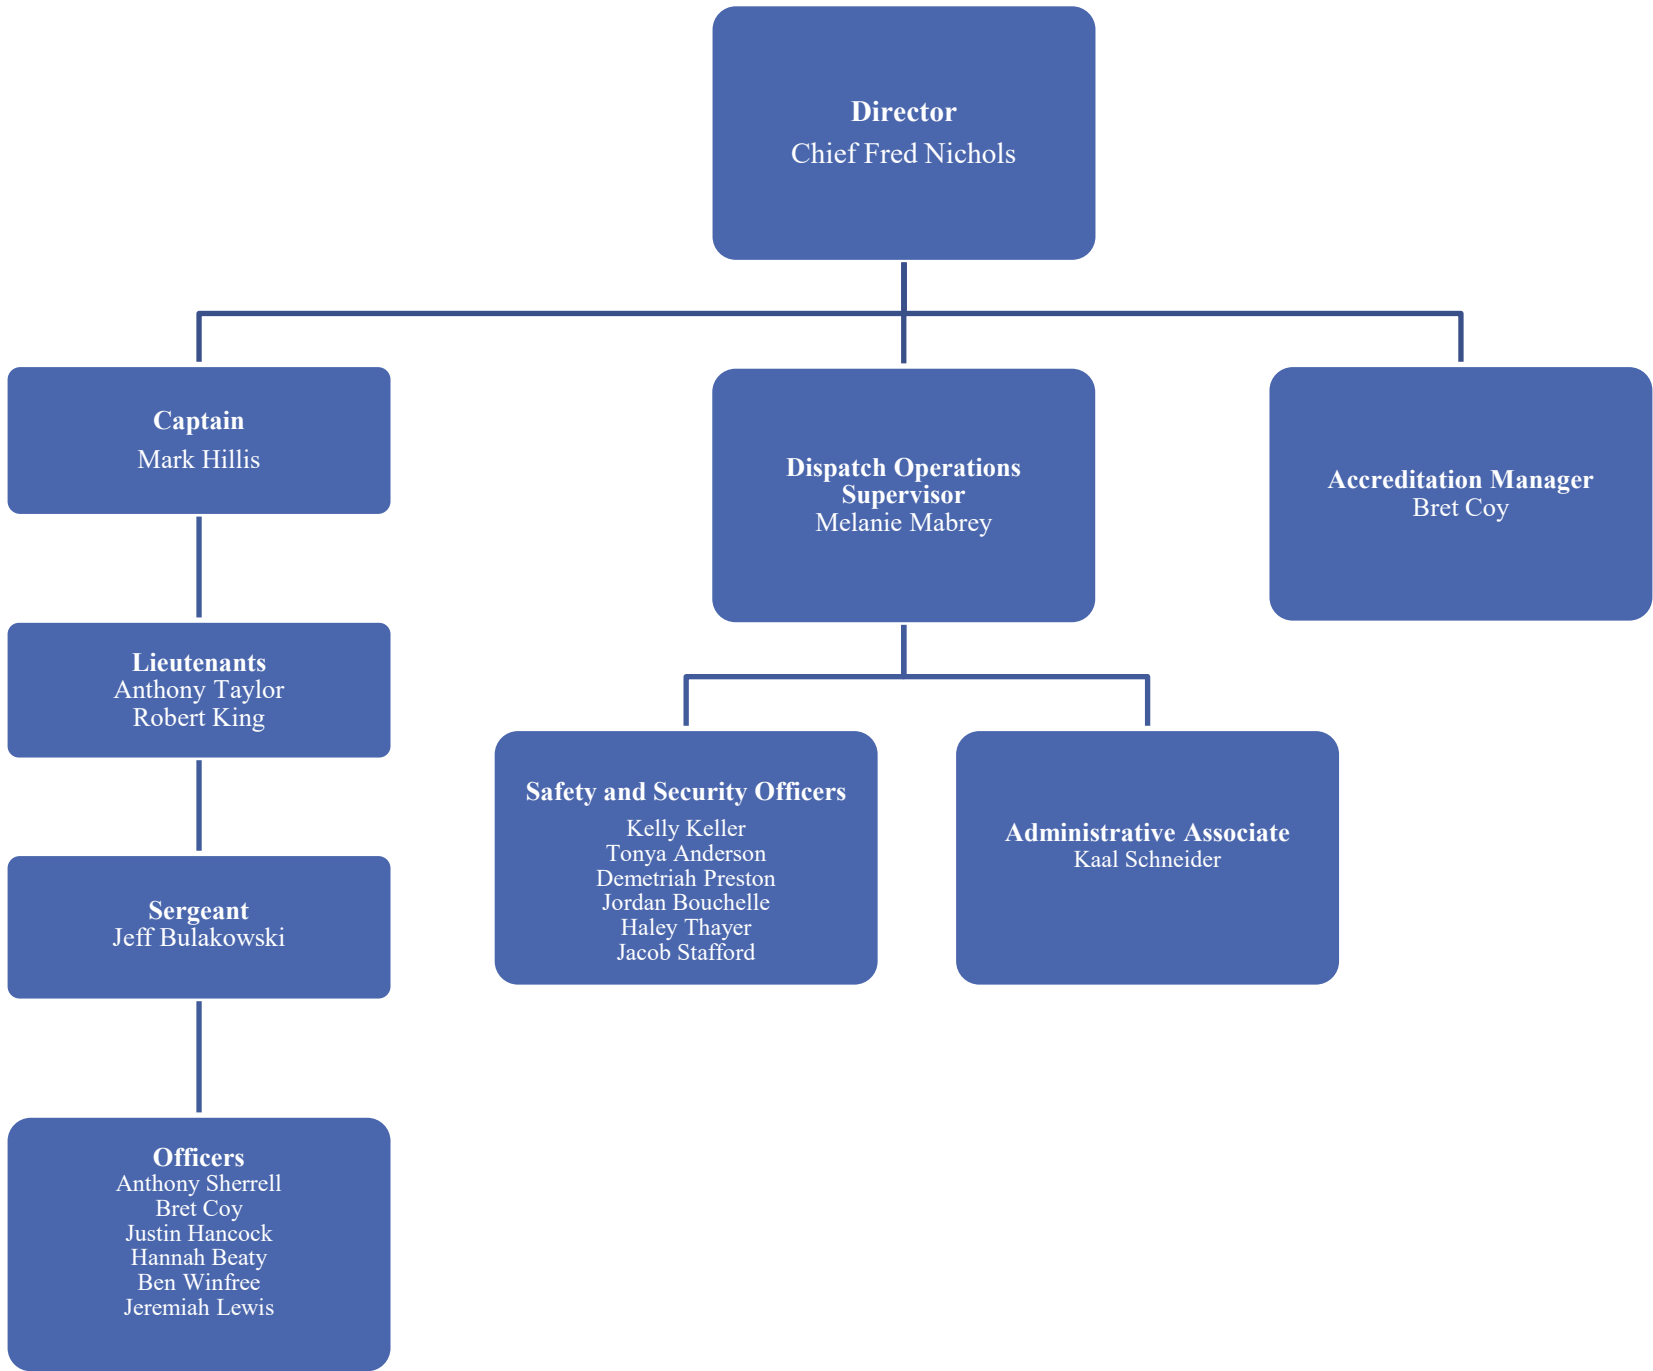 Director
Chief Fred Nichols
Captain
Mark Hillis
Dispatch Operations
Supervisor
Melanie Mabrey
Accreditation Manager
Bret Coy
Lieutenants
Anthony Taylor
Robert King
Safety and Security Officers
Kelly Keller
Tonya Anderson
Demetriah Preston
Jordan Bouchelle
Haley Thayer
Jacob Stafford
Administrative Associate
Kaal Schneider
Sergeant
Jeff Bulakowski
Officers
Anthony Sherrell
Bret Coy
Justin Hancock
Hannah Beaty
Ben Winfree
Jeremiah Lewis